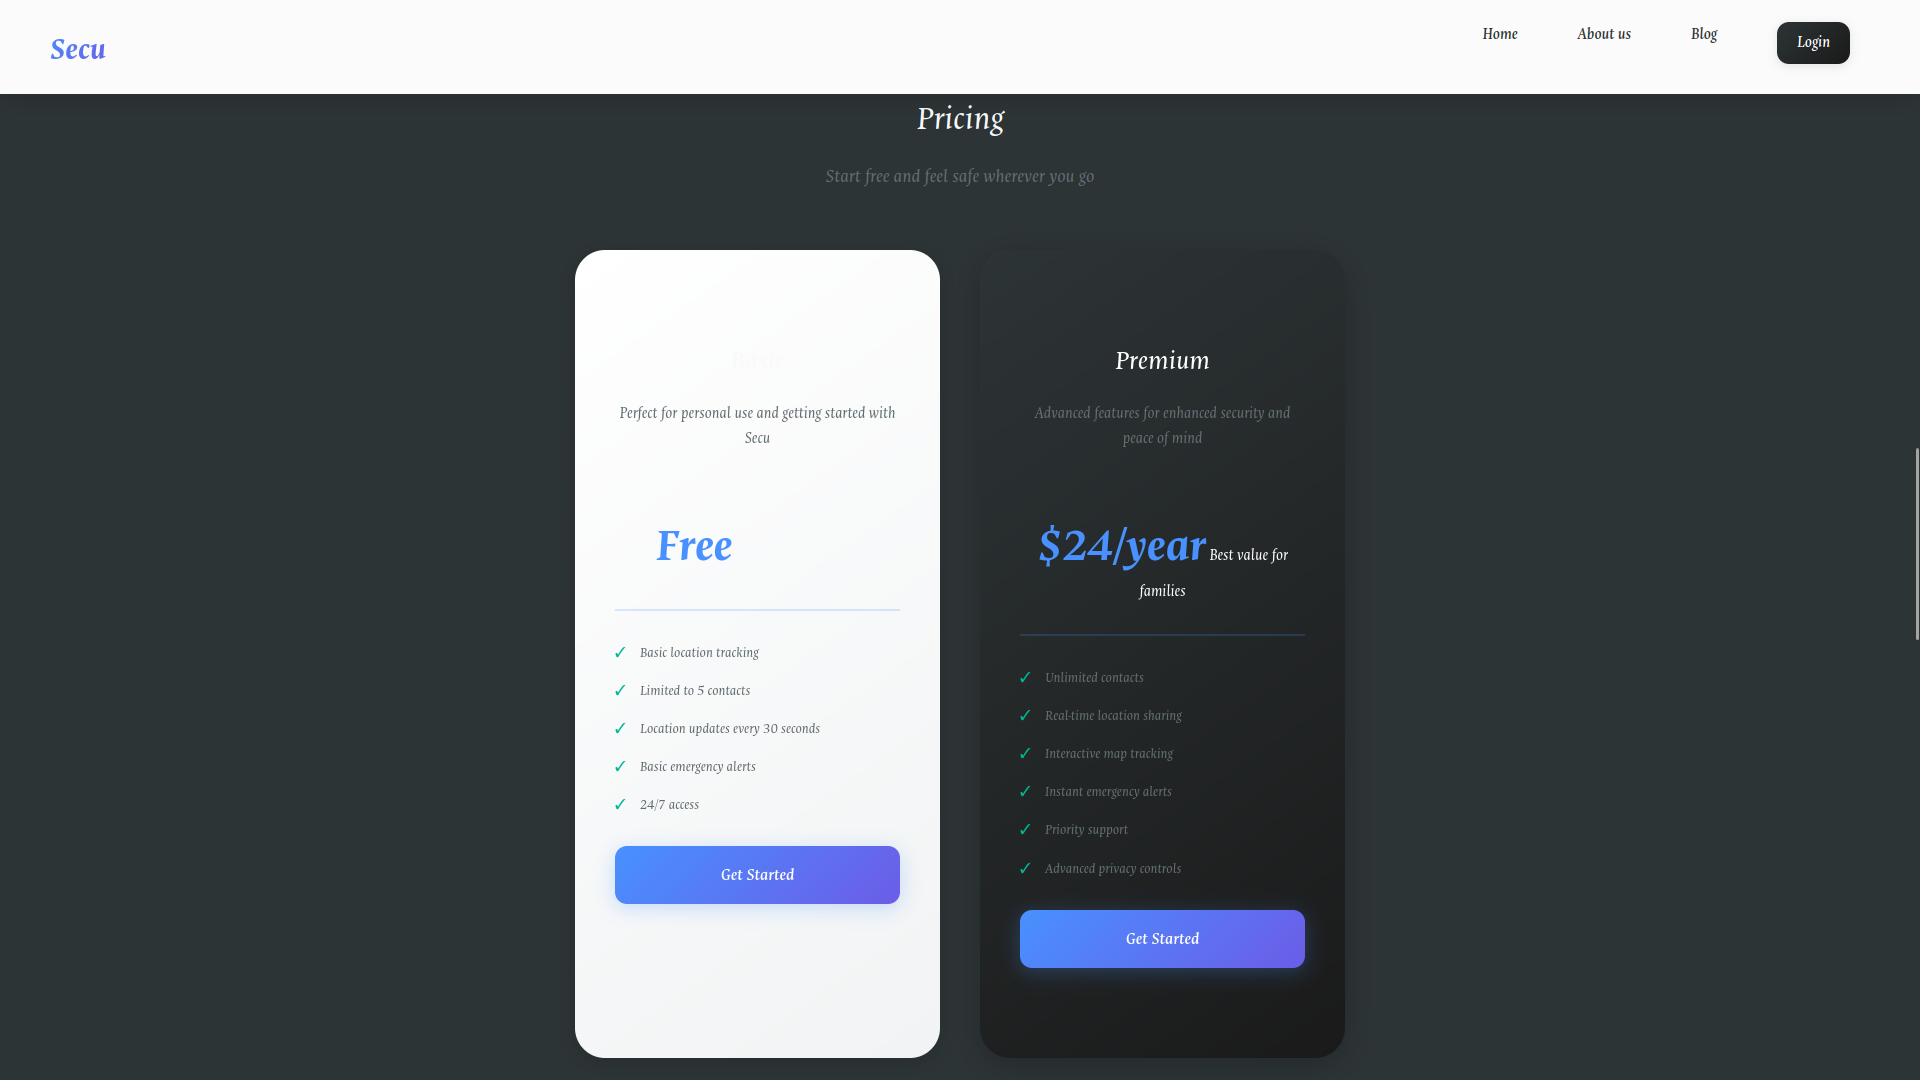 Secu
Home
About us
Blog
Login
Pricing
Start free and feel safe wherever you go
Basic
Perfect for personal use and getting started with
Secu
Free
Basic location tracking
Limited to 5 contacts
Location updates every 30 seconds
Basic emergency alerts
24/7 access
Get Started
Premium
Advanced features for enhanced security and
peace of mind
$24/year Best value for
families
Unlimited contacts
Real-time location sharing
Interactive map tracking
Instant emergency alerts
Priority support
Advanced privacy controls
Get Started